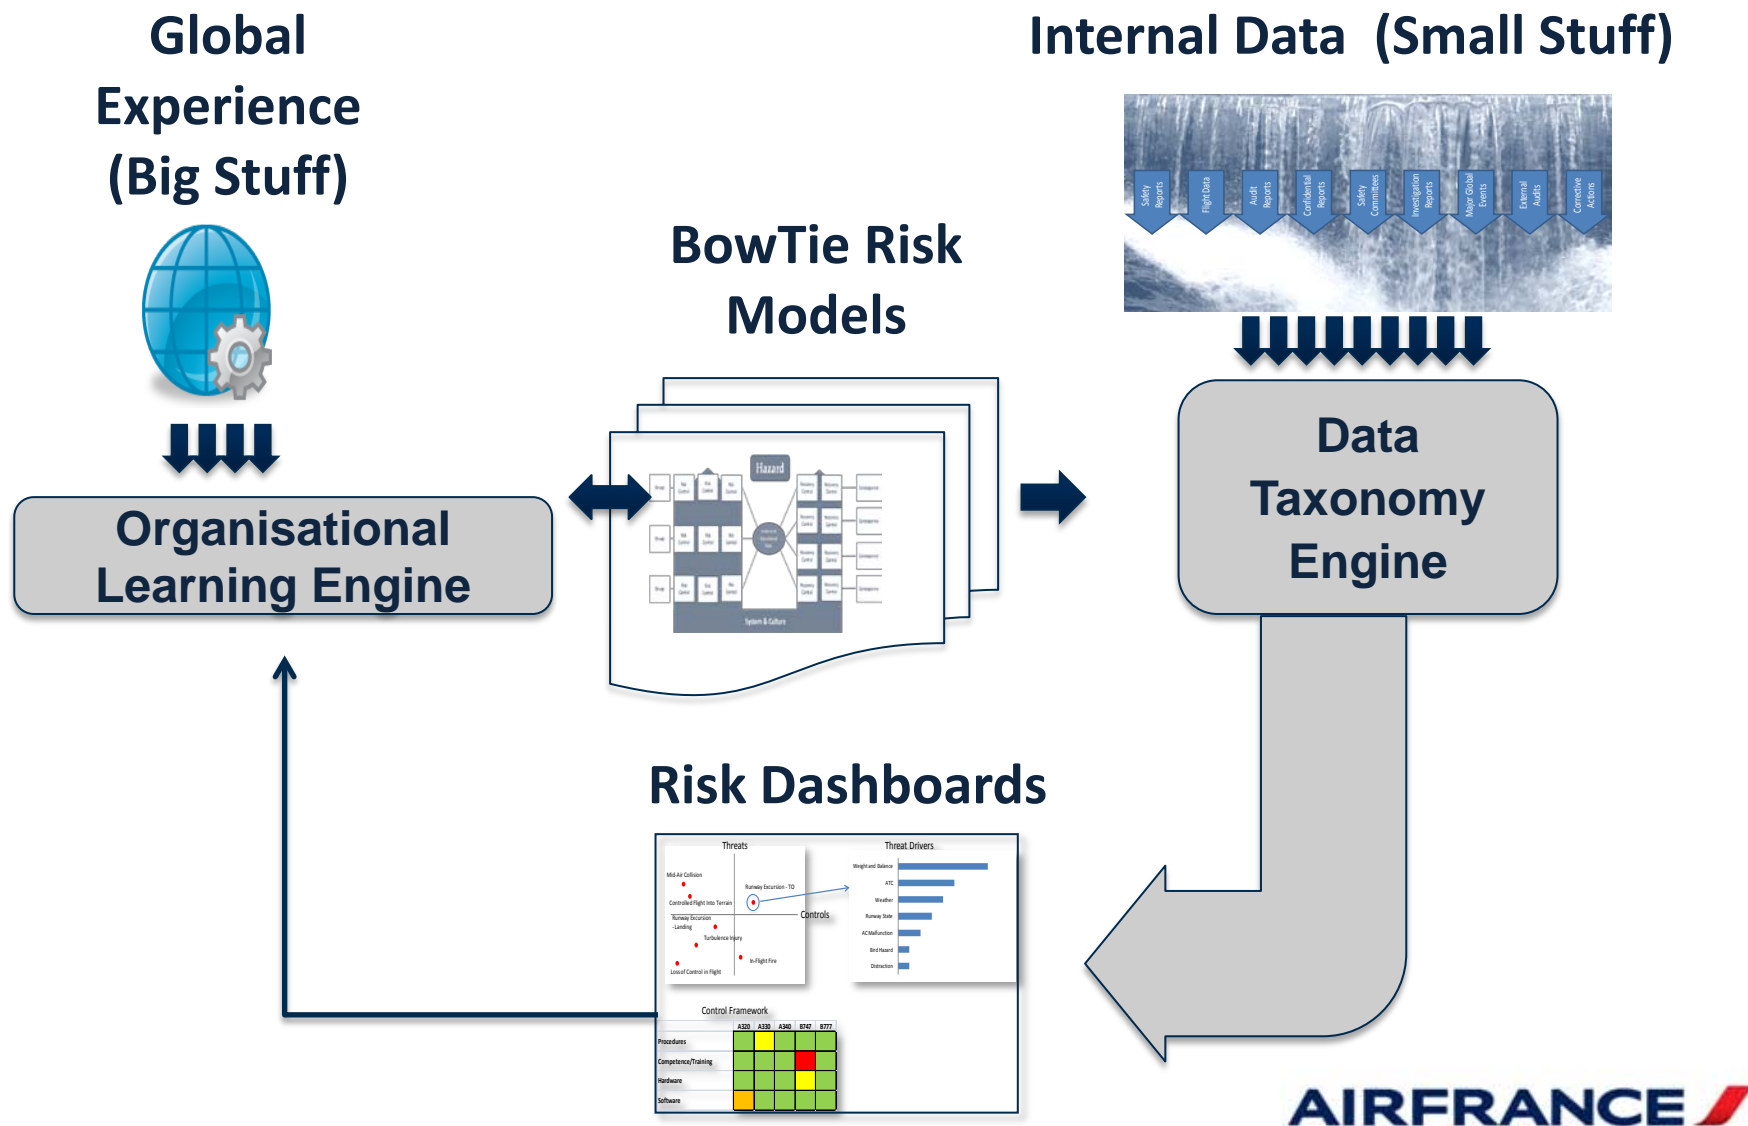 Global
Experience
(Big Stuff)
Internal Data  (Small Stuff)
Safety
Reports
Flight Data
Audit
Reports
Confidential
Reports
Safety
Committees
Investigation
Reports
Major Global
Events
External
Audits
Corrective
Actions
BowTie Risk
Models
Data
Taxonomy
Engine
Organisational
Learning Engine
Hazard
System & Culture
Risk Dashboards
Threats
Mid-Air Collision
Runway Excursion - TO
Controlled Flight Into Terrain
Controls
Runway Excursion
- Landing
Turbulence Injury
In-Flight Fire
Loss of Control in Flight
Threat Drivers
Weight and Balance
ATC
Weather
Runway State
AC Malfunction
Bird Hazard
Distraction
Control Framework
A320 A330 A340 B747 B777
Procedures
Competence/Training
Hardware
Software
AIRFRANCE